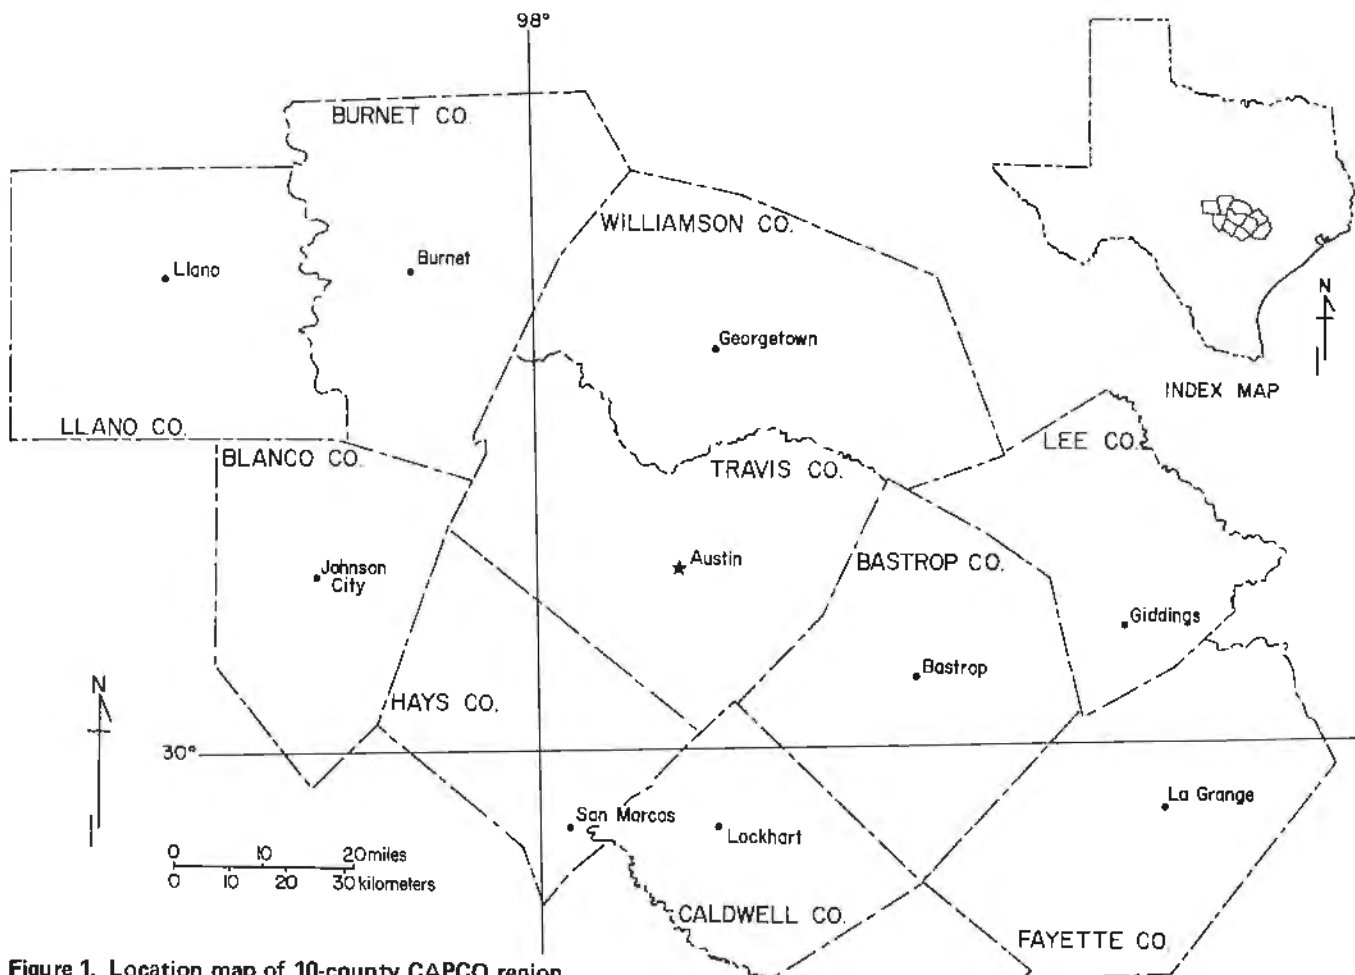 98°
BURNET CO.
WILLIAMSON CO.
Llano
Burnet
N
Georgetown
INDEX MAP
LLANO CO.
BLANCO CO.
TRAVIS CO.
LEE CO.
Johnson
City
Austin
BASTROP CO.
Giddings
Bastrop
N
HAYS CO.
30°
La Grange
San Marcos
Lockhart
0 10 20 miles
0 10 20 30 kilometers
CALDWELL CO.
FAYETTE CO.
Figure 1. Location map of 10-county CAPCO region